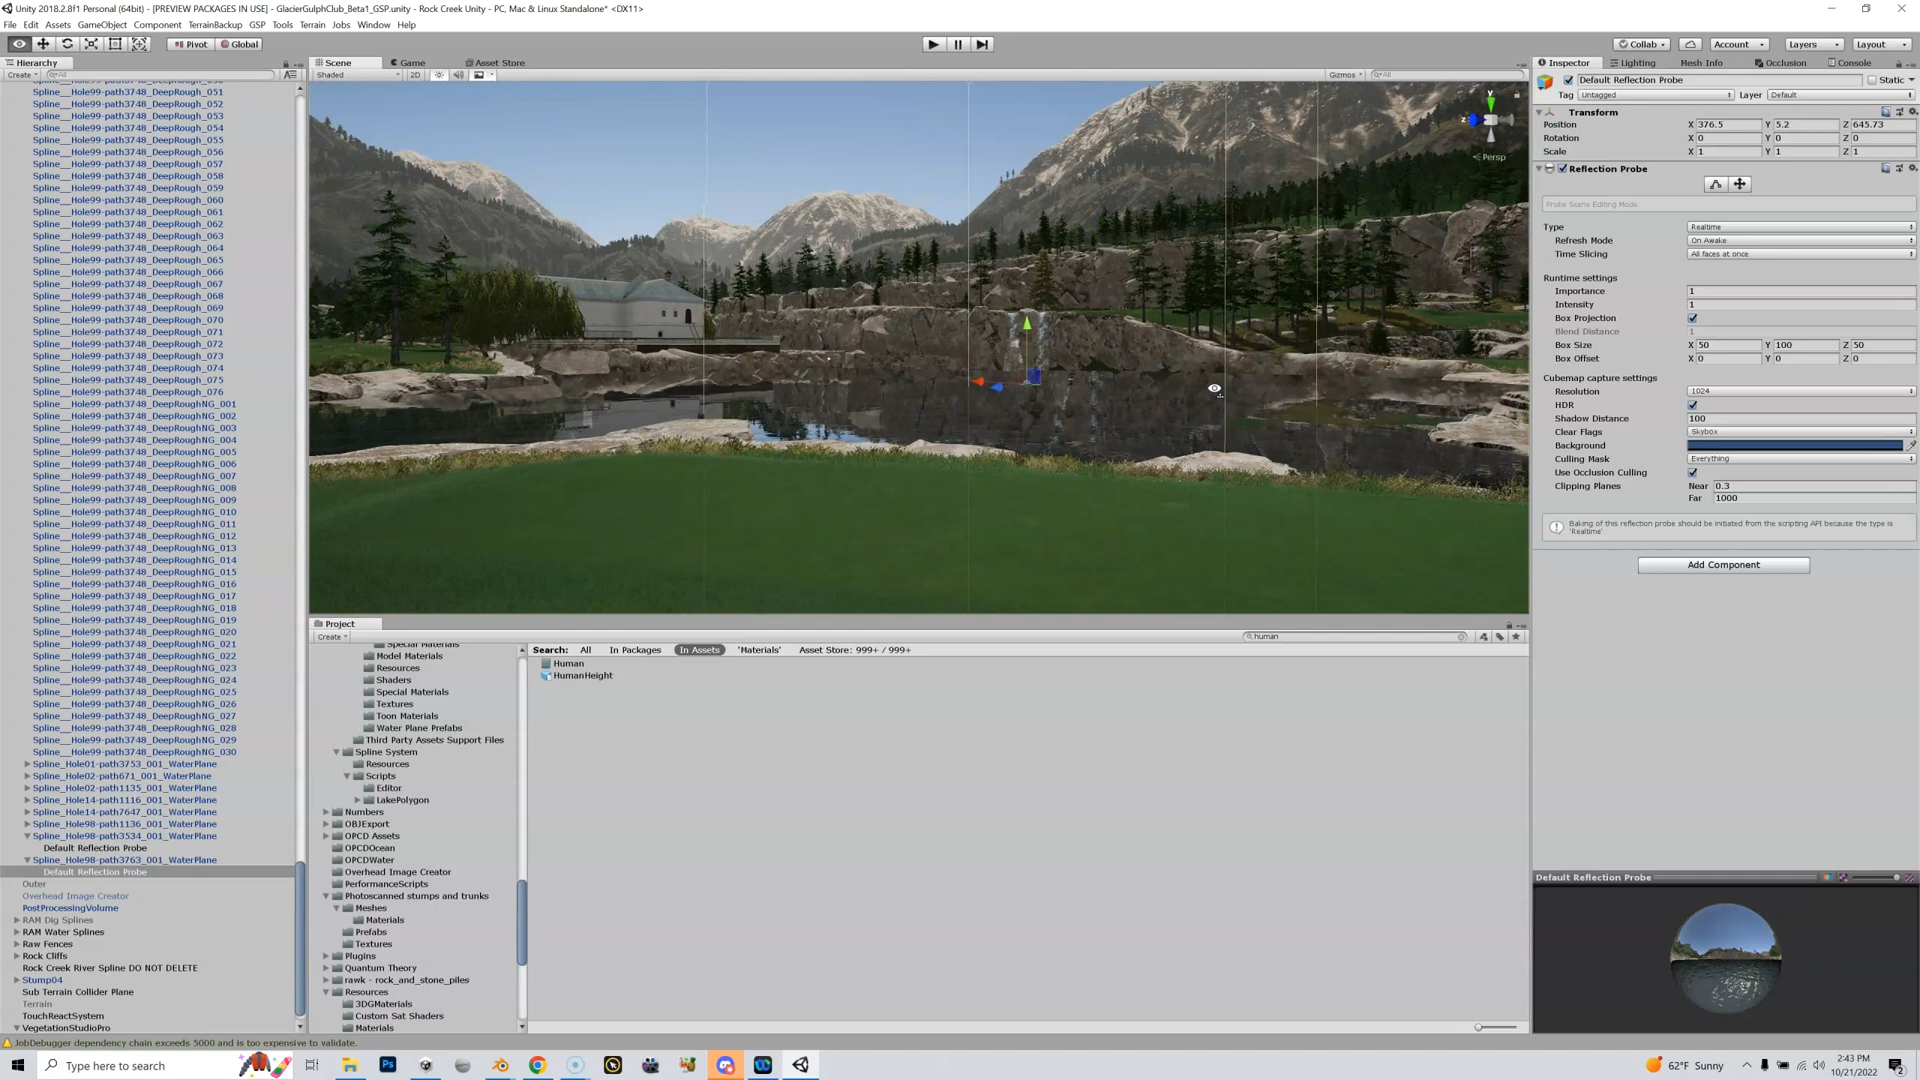 Unity 2018.2.8f1 Personal (64bit) - [PREVIEW PACKAGES IN USE] - GlacierGulphClub_Beta1_GSP.unity - Rock Creek Unity - PC, Mac & Linux Standalone* <DX11>
File Edit Assets GameObject Component TerrainBackup GSP Tools Terrain Jobs Window Help
Pivot Global
Collab Account Layers Layout
Hierarchy
Create All
Spline__Hole99-path3748_DeepRough_050
Spline__Hole99-path3748_DeepRough_051
Spline__Hole99-path3748_DeepRough_052
Spline__Hole99-path3748_DeepRough_053
Spline__Hole99-path3748_DeepRough_054
Spline__Hole99-path3748_DeepRough_055
Spline__Hole99-path3748_DeepRough_056
Spline__Hole99-path3748_DeepRough_057
Spline__Hole99-path3748_DeepRough_058
Spline__Hole99-path3748_DeepRough_059
Spline__Hole99-path3748_DeepRough_060
Spline__Hole99-path3748_DeepRough_061
Spline__Hole99-path3748_DeepRough_062
Spline__Hole99-path3748_DeepRough_063
Spline__Hole99-path3748_DeepRough_064
Spline__Hole99-path3748_DeepRough_065
Spline__Hole99-path3748_DeepRough_066
Spline__Hole99-path3748_DeepRough_067
Spline__Hole99-path3748_DeepRough_068
Spline__Hole99-path3748_DeepRough_069
Spline__Hole99-path3748_DeepRough_070
Spline__Hole99-path3748_DeepRough_071
Spline__Hole99-path3748_DeepRough_072
Spline__Hole99-path3748_DeepRough_073
Spline__Hole99-path3748_DeepRough_074
Spline__Hole99-path3748_DeepRough_075
Spline__Hole99-path3748_DeepRough_076
Spline__Hole99-path3748_DeepRoughNG_001
Spline__Hole99-path3748_DeepRoughNG_002
Spline__Hole99-path3748_DeepRoughNG_003
Spline__Hole99-path3748_DeepRoughNG_004
Spline__Hole99-path3748_DeepRoughNG_005
Spline__Hole99-path3748_DeepRoughNG_006
Spline__Hole99-path3748_DeepRoughNG_007
Spline__Hole99-path3748_DeepRoughNG_008
Spline__Hole99-path3748_DeepRoughNG_009
Spline__Hole99-path3748_DeepRoughNG_010
Spline__Hole99-path3748_DeepRoughNG_011
Spline__Hole99-path3748_DeepRoughNG_012
Spline__Hole99-path3748_DeepRoughNG_013
Spline__Hole99-path3748_DeepRoughNG_014
Spline__Hole99-path3748_DeepRoughNG_015
Spline__Hole99-path3748_DeepRoughNG_016
Spline__Hole99-path3748_DeepRoughNG_017
Spline__Hole99-path3748_DeepRoughNG_018
Spline__Hole99-path3748_DeepRoughNG_019
Spline__Hole99-path3748_DeepRoughNG_020
Spline__Hole99-path3748_DeepRoughNG_021
Spline__Hole99-path3748_DeepRoughNG_022
Spline__Hole99-path3748_DeepRoughNG_023
Spline__Hole99-path3748_DeepRoughNG_024
Spline__Hole99-path3748_DeepRoughNG_025
Spline__Hole99-path3748_DeepRoughNG_026
Spline__Hole99-path3748_DeepRoughNG_027
Spline__Hole99-path3748_DeepRoughNG_028
Spline__Hole99-path3748_DeepRoughNG_029
Spline__Hole99-path3748_DeepRoughNG_030
Spline_Hole01-path3753_001_WaterPlane
Spline_Hole02-path671_001_WaterPlane
Spline_Hole02-path1135_001_WaterPlane
Spline_Hole14-path1116_001_WaterPlane
Spline_Hole14-path7647_001_WaterPlane
Spline_Hole98-path1136_001_WaterPlane
Spline_Hole98-path3534_001_WaterPlane
Default Reflection Probe
Spline_Hole98-path3763_001_WaterPlane
Default Reflection Probe
Outer
Overhead Image Creator
PostProcessingVolume
RAM Dig Splines
RAM Water Splines
Raw Fences
Rock Cliffs
Rock Creek River Spline DO NOT DELETE
Stump04
Sub Terrain Collider Plane
Terrain
TouchReactSystem
VegetationStudioPro
Scene Game Asset Store
Shaded 2D Gizmos All
y
z
Persp
Project
Create human
Special Materials
Model Materials
Resources
Shaders
Special Materials
Textures
Toon Materials
Water Plane Prefabs
Third Party Assets Support Files
Spline System
Resources
Scripts
Editor
LakePolygon
Numbers
OBJExport
OPCD Assets
OPCDOcean
OPCDWater
Overhead Image Creator
PerformanceScripts
Photoscanned stumps and trunks
Meshes
Materials
Prefabs
Textures
Plugins
Quantum Theory
rawk - rock_and_stone_piles
Resources
3DGMaterials
Custom Sat Shaders
Materials
Search: All In Packages In Assets 'Materials' Asset Store: 999+ / 999+
Human
HumanHeight
Inspector Lighting Mesh Info Occlusion Console
Default Reflection Probe Static
Tag Untagged Layer Default
Transform
Position X 376.5 Y 5.2 Z 645.73
Rotation X 0 Y 0 Z 0
Scale X 1 Y 1 Z 1
Reflection Probe
Probe Scene Editing Mode:
Type Realtime
Refresh Mode On Awake
Time Slicing All faces at once
Runtime settings
Importance 1
Intensity 1
Box Projection
Blend Distance 1
Box Size X 50 Y 100 Z 50
Box Offset X 0 Y 0 Z 0
Cubemap capture settings
Resolution 1024
HDR
Shadow Distance 100
Clear Flags Skybox
Background
Culling Mask Everything
Use Occlusion Culling
Clipping Planes Near 0.3
Far 1000
Baking of this reflection probe should be initiated from the scripting API because the type is
'Realtime'
Add Component
Default Reflection Probe
JobDebugger dependency chain exceeds 5000 and is too expensive to validate.
Type here to search
Ps
62°F Sunny
2:43 PM
10/21/2022
2